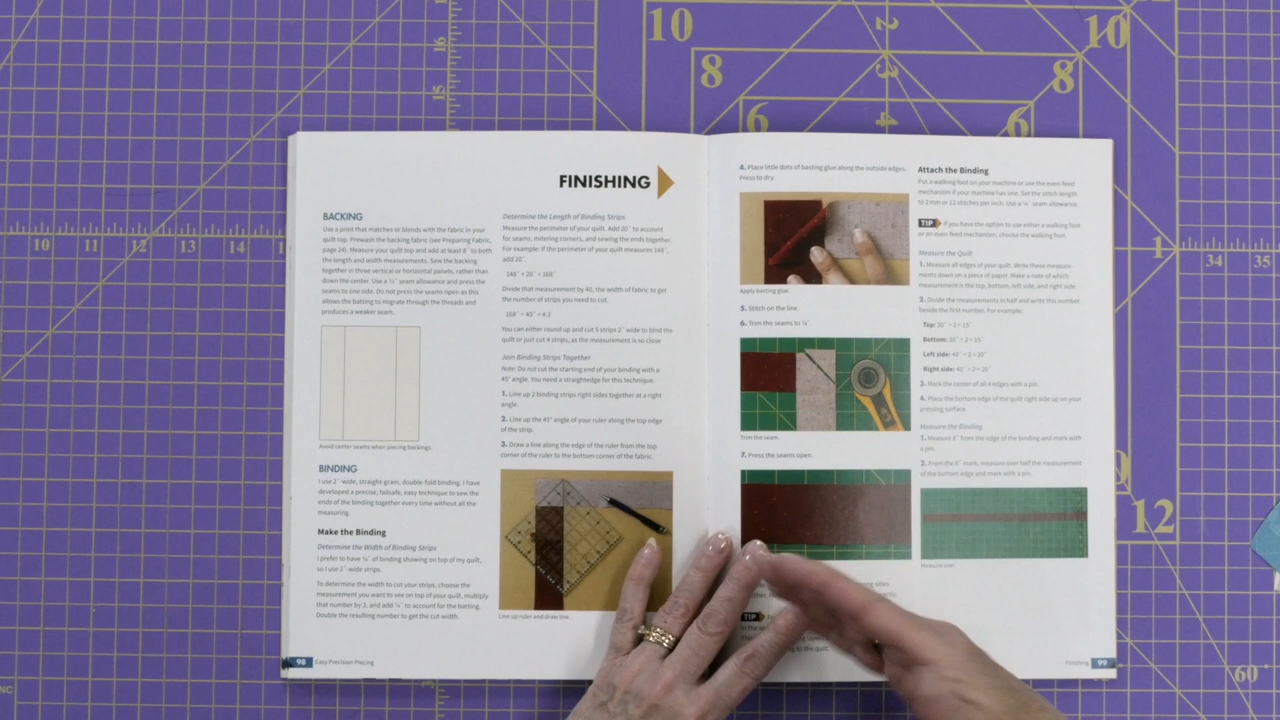 FINISHING
BACKING
Use a print that matches or blends with the fabric in your
quilt top. Prewash the backing fabric (see Preparing Fabric,
page 24). Measure your quilt top and add at least 8˝ to both
the length and width measurements. Sew the backing
together in three vertical or horizontal panels, rather than
down the center. Use a ½˝ seam allowance and press the
seams to one side. Do not press the seams open as this
allows the batting to migrate through the threads and
produces a weaker seam.
Avoid center seams when piecing backings.
BINDING
I use 2˝-wide, straight-grain, double-fold binding. I have
developed a precise, failsafe, easy technique to sew the
ends of the binding together every time without all the
measuring.
Make the Binding
Determine the Width of Binding Strips
I prefer to have of binding showing on top of my quilt,
so I use 2˝-wide strips.
To determine the width to cut your strips, choose the
measurement you want to see on top of your quilt, multiply
that number by 3, and add to account for the batting.
Double the resulting number to get the cut width.
98 Easy Precision Piecing
Determine the Length of Binding Strips
Measure the perimeter of your quilt. Add 20˝ to account
for seams, mitering corners, and sewing the ends together.
For example: if the perimeter of your quilt measures 148˝,
add 20˝.
148˝ + 20˝ = 168˝
Divide that measurement by 40, the width of fabric to get
the number of strips you need to cut.
168˝ ÷ 40˝ = 4.2
You can either round up and cut 5 strips 2˝ wide to bind the
quilt or just cut 4 strips, as the measurement is so close
Join Binding Strips Together
Note: Do not cut the starting end of your binding with a
45° angle. You need a straightedge for this technique.
1. Line up 2 binding strips right sides together at a right
angle.
2. Line up the 45° angle of your ruler along the top edge
of the strip.
3. Draw a line along the edge of the ruler from the top
corner of the ruler to the bottom corner of the fabric.
Line up ruler and draw line.
4. Place little dots of basting glue along the outside edges.
Press to dry.
Apply basting glue.
5. Stitch on the line.
6. Trim the seams to ¼˝.
Trim the seam.
7. Press the seams open.
sides
TIP
in the
to the quilt.
Attach the Binding
Put a walking foot on your machine or use the even-feed
mechanism if your machine has one. Set the stitch length
to 2 mm or 12 stitches per inch. Use a ¼˝ seam allowance.
TIP If you have the option to use either a walking foot
or an even-feed mechanism, choose the walking foot.
Measure the Quilt
1. Measure all edges of your quilt. Write these measure-
ments down on a piece of paper. Make a note of which
measurement is the top, bottom, left side, and right side.
2. Divide the measurements in half and write this number
beside the first number. For example:
Top: 30˝ ÷ 2 = 15˝
Bottom: 30˝ ÷ 2 = 15˝
Left side: 40˝ ÷ 2 = 20˝
Right side: 40˝ ÷ 2 = 20˝
3. Mark the center of all 4 edges with a pin.
4. Place the bottom edge of the quilt right side up on your
pressing surface.
Measure the Binding
1. Measure 8˝ from the edge of the binding and mark with
a pin.
2. From the 8˝ mark, measure over half the measurement
of the bottom edge and mark with a pin.
Measure over.
Finishing 99
10 2 10
8 3 8
6 4 6
16
15
10 11 12 13 14
1 34 35
9
12
60°